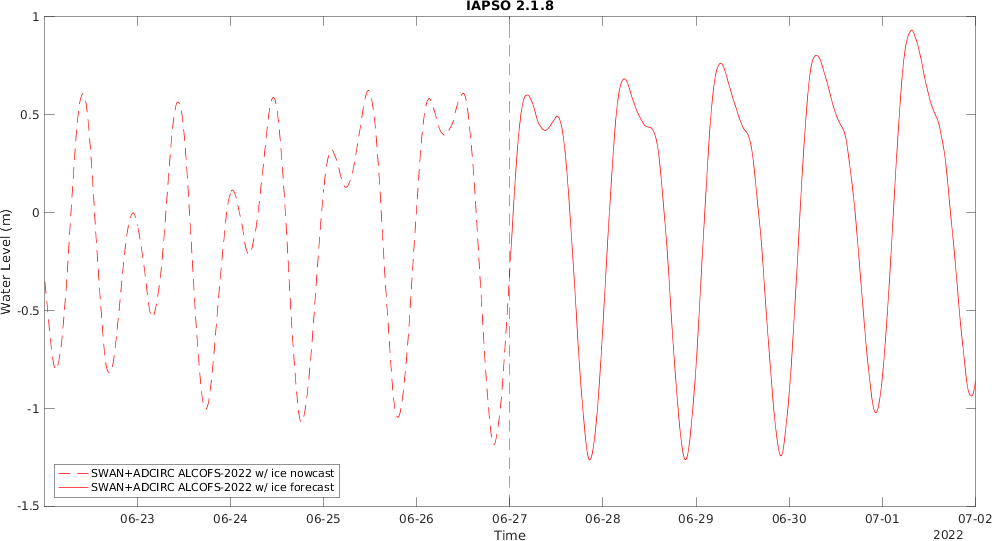 IAPSO 2.1.8
1
0.5
0
-0.5
-1
-1.5
Water Level (m)
SWAN+ADCIRC ALCOFS-2022 w/ ice nowcast
SWAN+ADCIRC ALCOFS-2022 w/ ice forecast
06-23 06-24 06-25 06-26 06-27 06-28 06-29 06-30 07-01 07-02
Time
2022